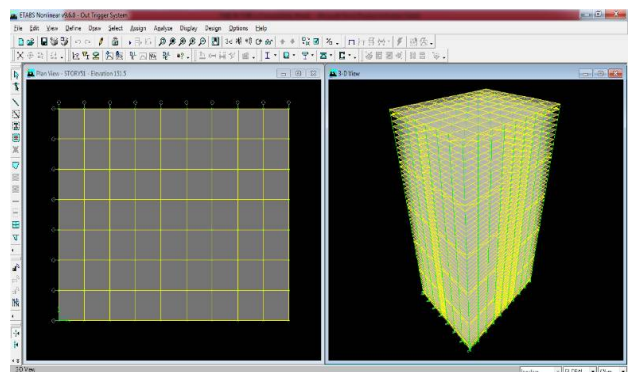 ETABS Nonlinear v9.6.0 - Out Trigger System
File Edit View Define Draw Select Assign Analyze Display Design Options Help
Plan View - STORY51 - Elevation 151.5
3-D View
3-D View
GLOBAL